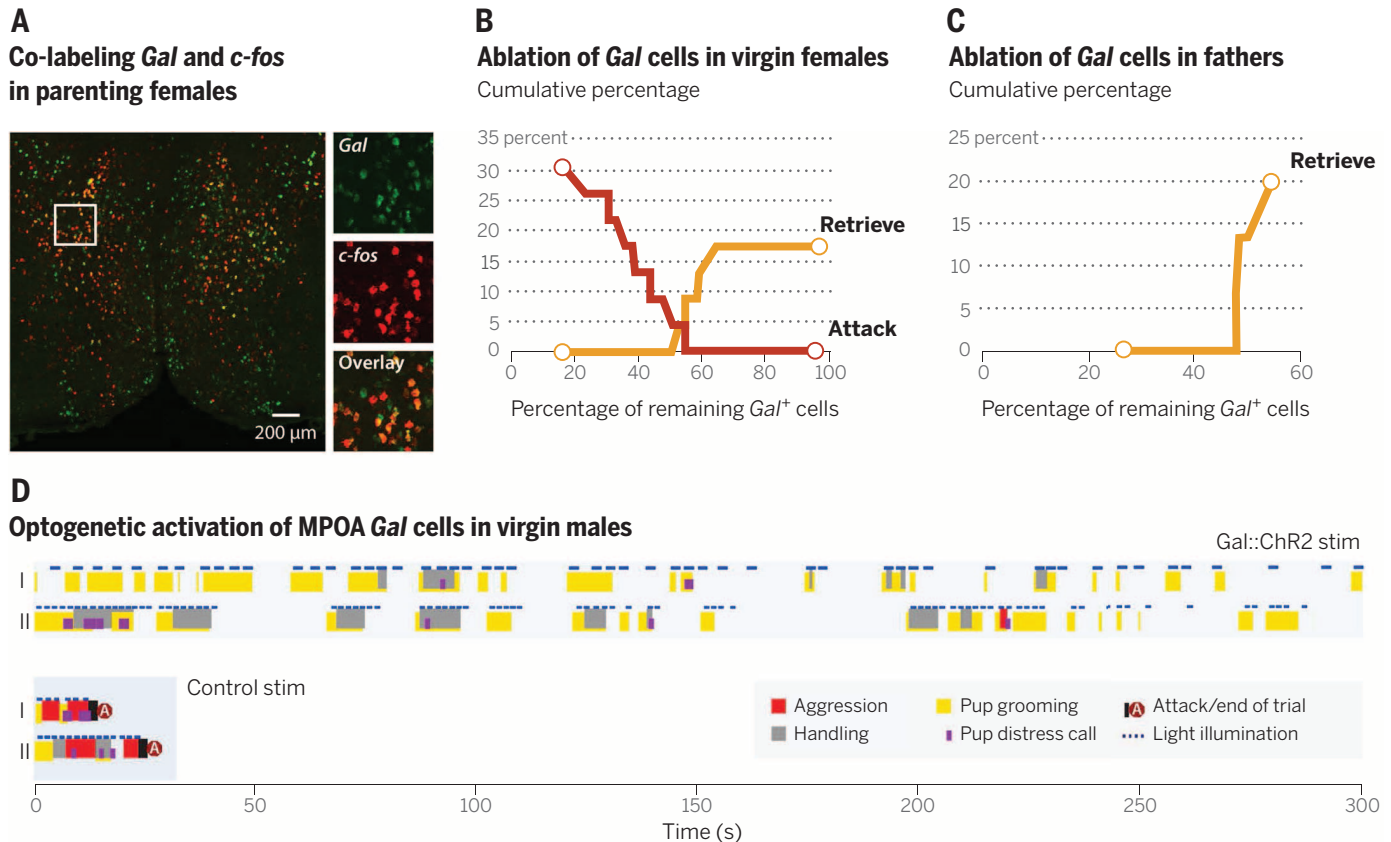 A
Co-labeling Gal and c-fos
in parenting females
Gal
c-fos
Overlay
200 µm
B
Ablation of Gal cells in virgin females
Cumulative percentage
35 percent
30
25
20
15
10
5
0
Retrieve
Attack
0 20 40 60 80 100
Percentage of remaining Gal+ cells
C
Ablation of Gal cells in fathers
Cumulative percentage
25 percent
20
15
10
5
0
Retrieve
0 20 40 60
Percentage of remaining Gal+ cells
D
Optogenetic activation of MPOA Gal cells in virgin males
Gal::ChR2 stim
I
II
Control stim
I
A
II
A
Aggression
Handling
Pup grooming
Pup distress call
A Attack/end of trial
Light illumination
0 50 100 150 200 250 300
Time (s)